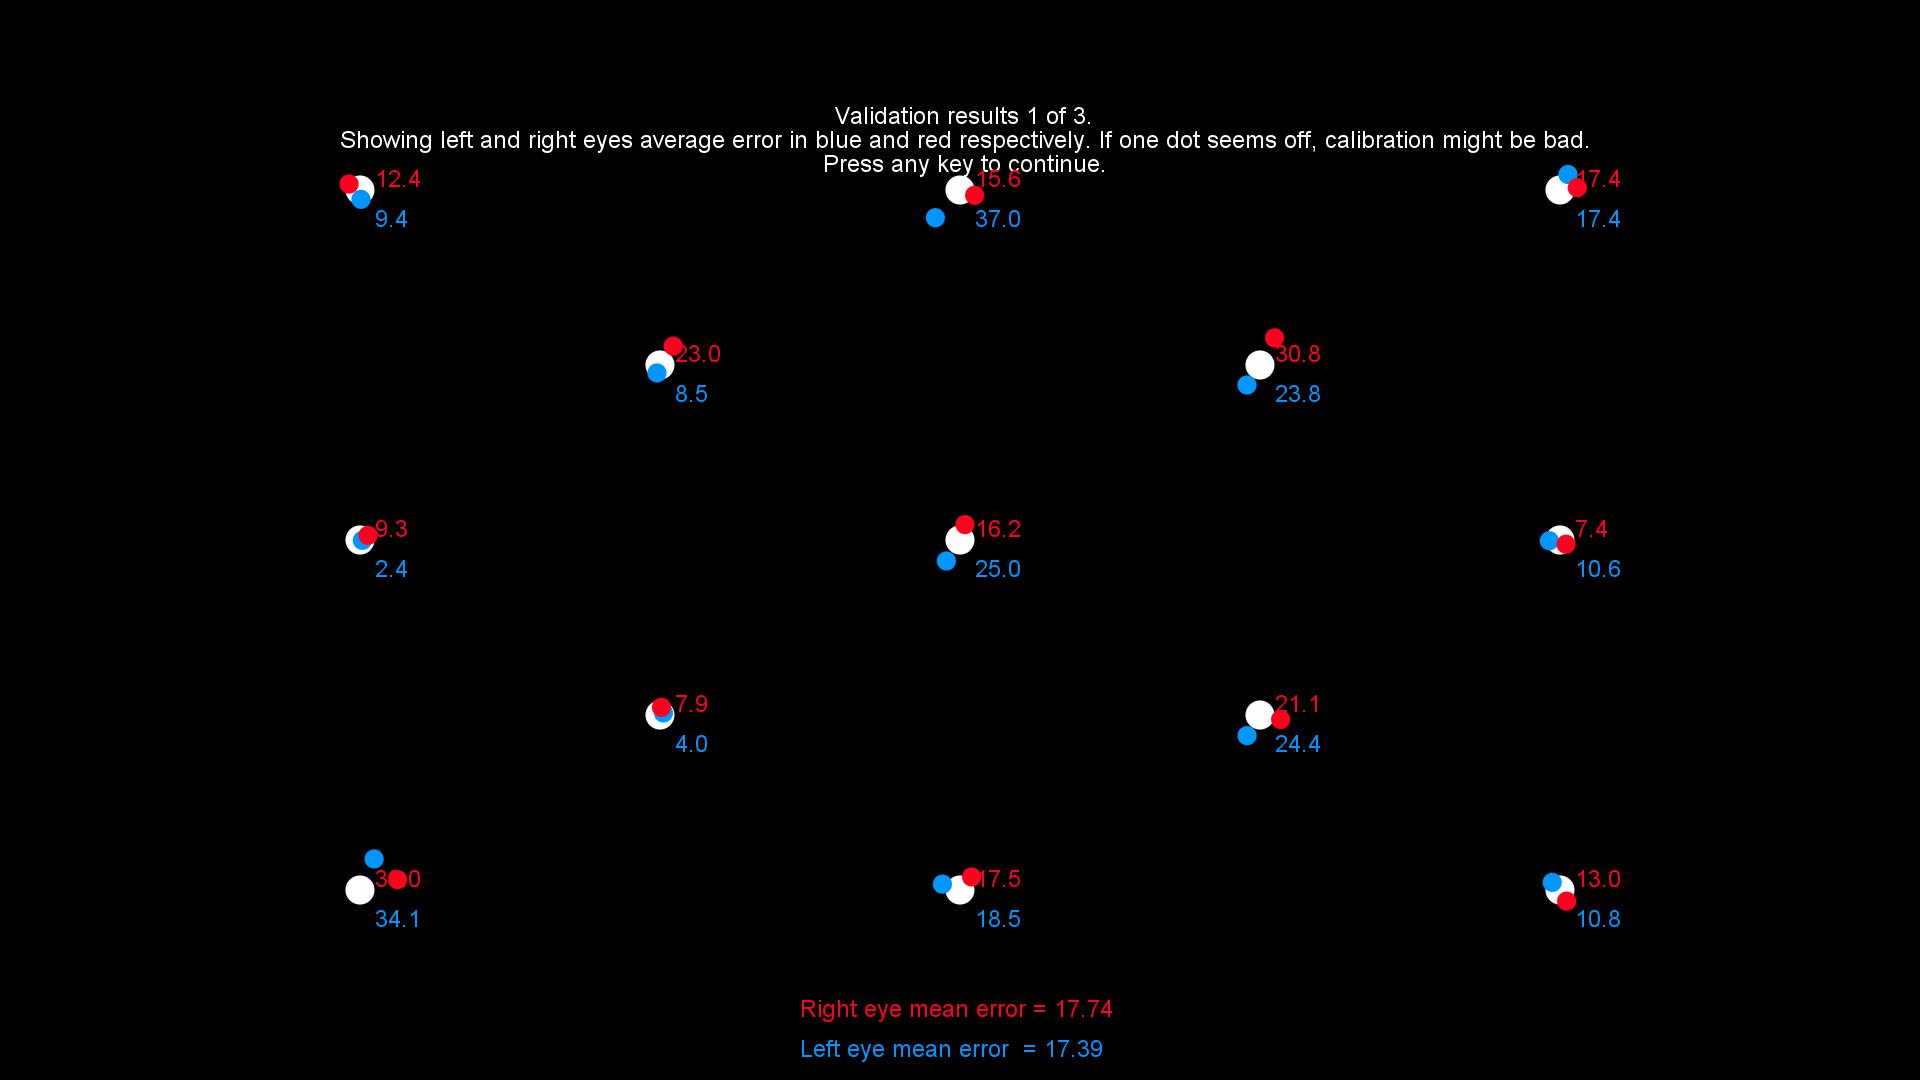 Validation results 1 of 3.
Showing left and right eyes average error in blue and red respectively. If one dot seems off, calibration might be bad.
Press any key to continue.
12.4 15.6 17.4
9.4 37.0 17.4
23.0 30.8
8.5 23.8
9.3 16.2 7.4
2.4 25.0 10.6
7.9 21.1
4.0 24.4
17.5 13.0
34.1 18.5 10.8
Right eye mean error = 17.74
Left eye mean error = 17.39